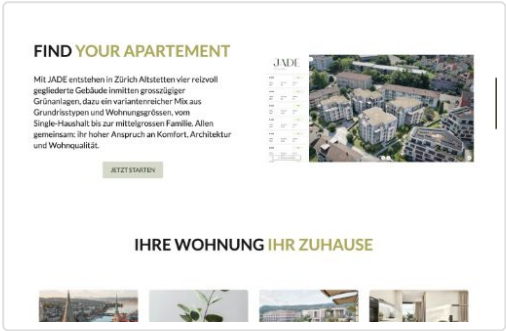 FIND YOUR APARTEMENT
Mit JADE entstehen in Zürich Altstetten vier reizvoll
gegliederte Gebäude inmitten grosszügiger
Grünanlagen, dazu ein variantenreicher Mix aus
Grundrisstypen und Wohnungsgrössen, vom
Single-Haushalt bis zur mittelgrossen Familie. Allen
gemeinsam: ihr hoher Anspruch an Komfort, Architektur
und Wohnqualität.
JETZT STARTEN
JADE
IHRE WOHNUNG IHR ZUHAUSE